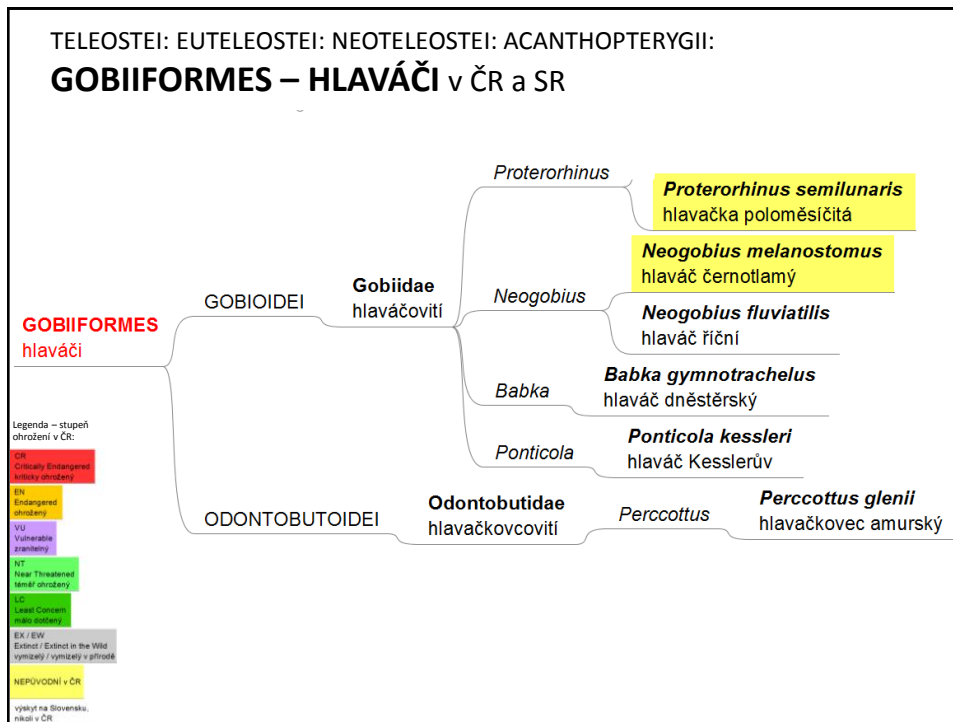 TELEOSTEI: EUTELEOSTEI: NEOTELEOSTEI: ACANTHOPTERYGII:
GOBIIFORMES – HLAVÁČI v ČR a SR
Proterorhinus
Proterorhinus semilunaris
hlavačka poloměsíčitá
Neogobius melanostomus
hlaváč černotlamý
Gobiidae
hlaváčovití
GOBIOIDEI
Neogobius
Neogobius fluviatilis
hlaváč říční
GOBIIFORMES
hlaváči
Babka
Babka gymnotrachelus
hlaváč dněstěrský
Ponticola
Ponticola kessleri
hlaváč Kesslerův
ODONTOBUTOIDEI
Odontobutidae
hlavačkovcovití
Perccottus
Perccottus glenii
hlavačkovec amurský
Legenda – stupeň
ohrožení v ČR:
CR
Critically Endangered
kriticky ohrožený
EN
Endangered
ohrožený
VU
Vulnerable
zranitelný
NT
Near Threatened
téměř ohrožený
LC
Least Concern
málo dotčený
EX / EW
Extinct / Extinct in the Wild
vymizelý / vymizelý v přírodě
NEPŮVODNÍ v ČR
výskyt na Slovensku,
nikoli v ČR